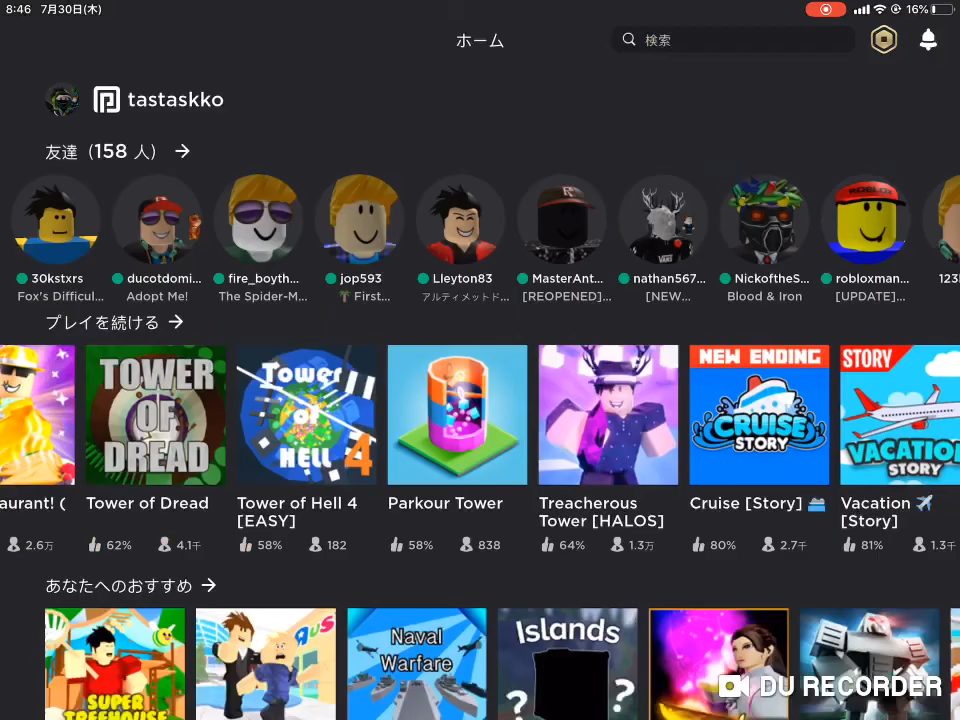 8:46 7月30日(木) 16%
ホーム 検索
tastaskko
友達 (158 人) →
30kstxrs ducotdomi... fire_boyth... jop593 Lleyton83 MasterAnt... nathan567... NickoftheS... robloxman... 123
Fox's Difficul... Adopt Me! The Spider-M... 🌴First... アルティメットド... [REOPENED]... [NEW... Blood & Iron [UPDATE]...
プレイを続ける →
TOWER OF DREAD
Tower of HELL 4
NEW ENDING CRUISE STORY
STORY VACATION STORY
aurant! ( Tower of Dread Tower of Hell 4 [EASY] Parkour Tower Treacherous Tower [HALOS] Cruise [Story] 🛳 Vacation ✈ [Story]
2.6万 62% 4.1千 58% 182 58% 838 64% 1.3万 80% 2.7千 81% 1.3千
あなたへのおすすめ →
SUPER TREEHOUSE
R US
Naval Warfare
Islands
? ?
DU RECORDER